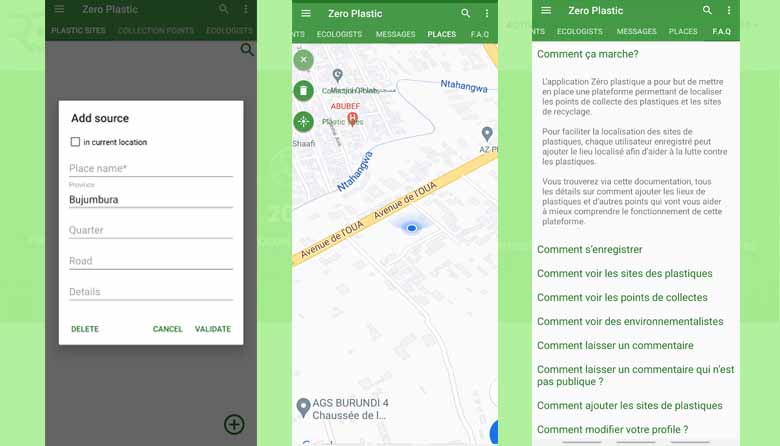 Zero Plastic
PLASTIC SITES COLLECTION POINTS ECOLOGISTS
Add source
in current location
Place name*
Province
Bujumbura
Quarter
Road
Details
DELETE CANCEL VALIDATE
Zero Plastic
NTS ECOLOGISTS MESSAGES PLACES F.A.Q
Collection Points
ABUBEF
Plastic Sites
Shaafi
Ntahangwa
Ntahangwa
AZ P
Avenue de l'OUA
Avenue de l'OUA
AGS BURUNDI 4
Chaussée de l...
Google
Zero Plastic
NTS ECOLOGISTS MESSAGES PLACES F.A.Q
Comment ça marche?
L'application Zéro plastique a pour but de mettre
en place une plateforme permettant de localiser
les points de collecte des plastiques et les sites
de recyclage.
Pour faciliter la localisation des sites de
plastiques, chaque utilisateur enregistré peut
ajouter le lieu localisé afin d'aider à la lutte contre
les plastiques.
Vous trouverez via cette documentation, tous
les détails sur comment ajouter les lieux de
plastiques et d'autres points qui vont vous aider
à mieux comprendre le fonctionnement de cette
plateforme.
Comment s'enregistrer
Comment voir les sites des plastiques
Comment voir les points de collectes
Comment voir des environnementalistes
Comment laisser un commentaire
Comment laisser un commentaire qui n'est
pas publique ?
Comment ajouter les sites de plastiques
Comment modifier votre profile ?